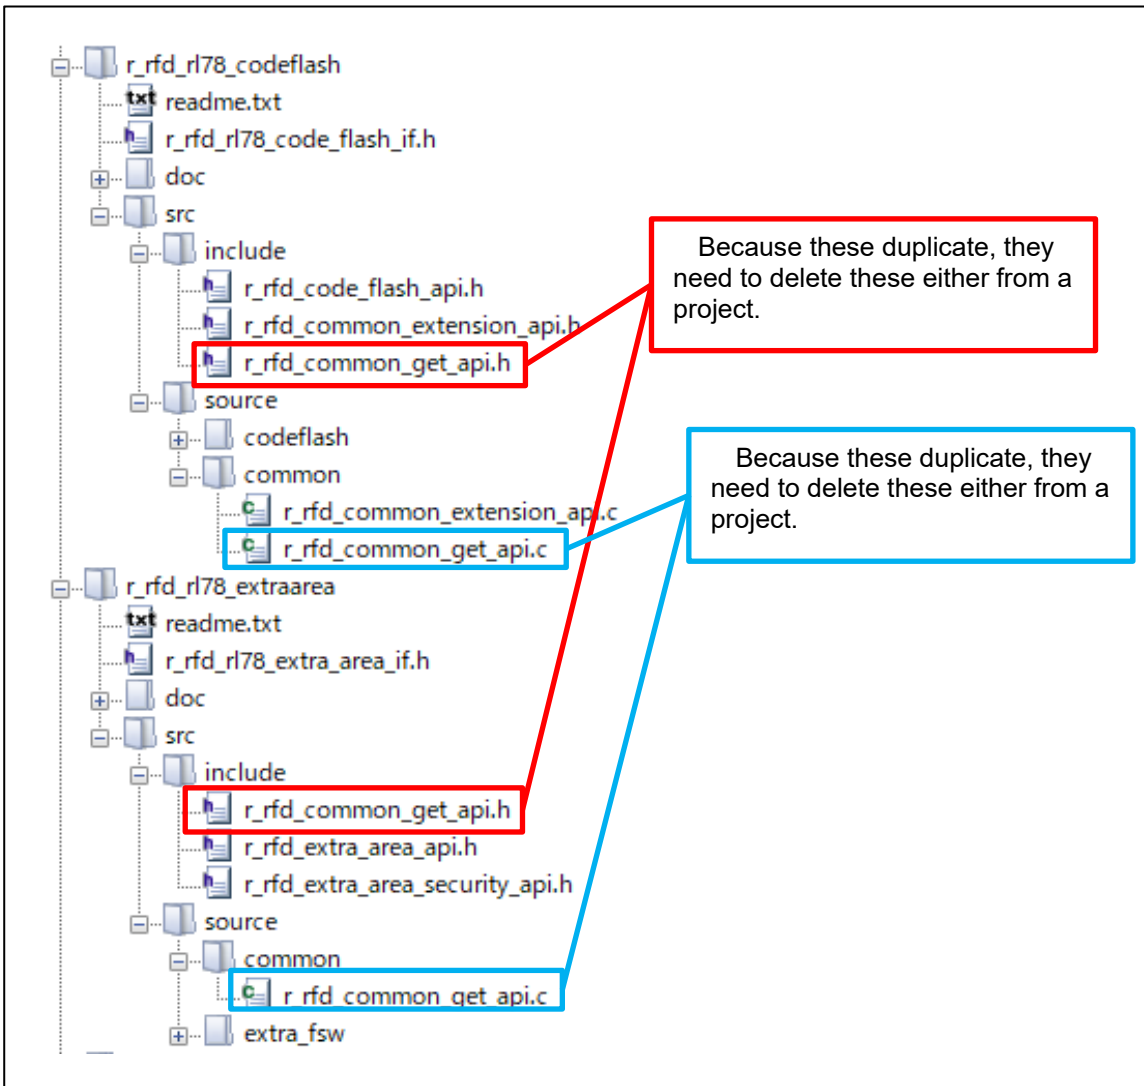 r_rfd_rl78_codeflash
readme.txt
r_rfd_rl78_code_flash_if.h
doc
src
include
r_rfd_code_flash_api.h
r_rfd_common_extension_api.h
r_rfd_common_get_api.h
source
codeflash
common
r_rfd_common_extension_api.c
r_rfd_common_get_api.c
r_rfd_rl78_extraarea
readme.txt
r_rfd_rl78_extra_area_if.h
doc
src
include
r_rfd_common_get_api.h
r_rfd_extra_area_api.h
r_rfd_extra_area_security_api.h
source
common
r_rfd_common_get_api.c
extra_fsw
Because these duplicate, they
need to delete these either from a
project.
Because these duplicate, they
need to delete these either from a
project.